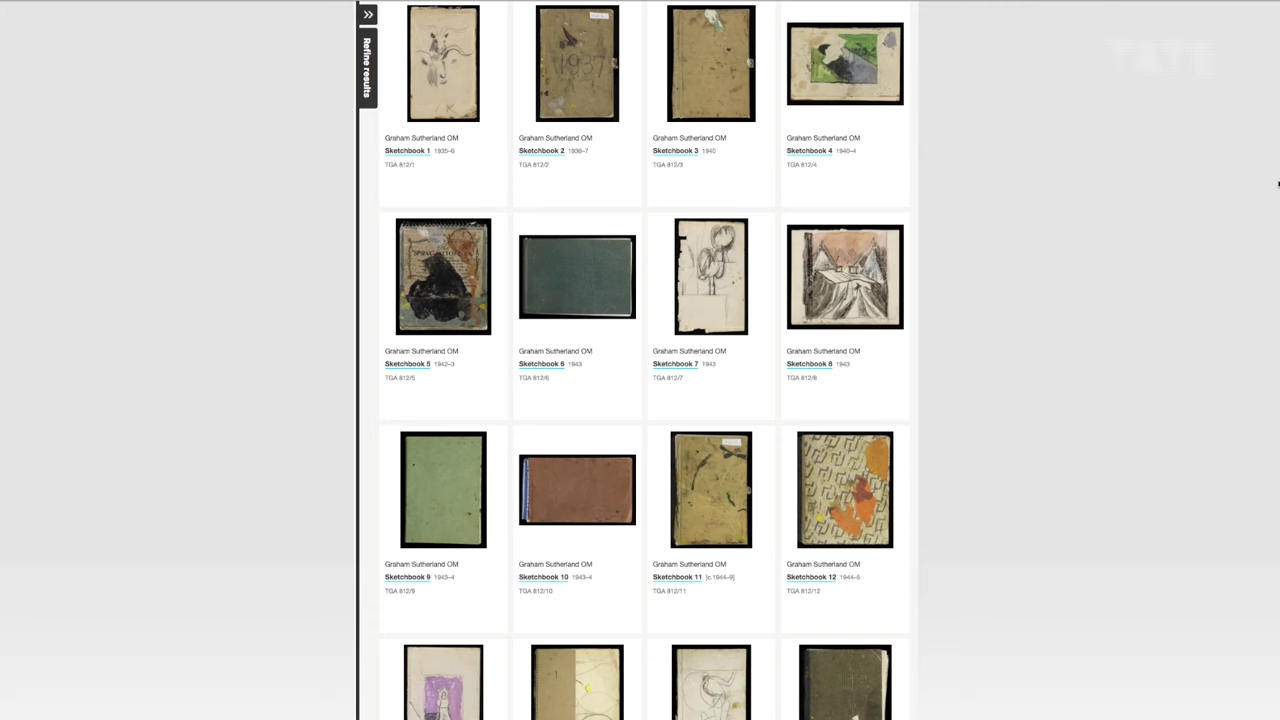 Refine results
1937
Graham Sutherland OM
Sketchbook 1 1935–6
TGA 812/1
Graham Sutherland OM
Sketchbook 2 1936–7
TGA 812/2
Graham Sutherland OM
Sketchbook 3 1940
TGA 812/3
Graham Sutherland OM
Sketchbook 4 1940–4
TGA 812/4
Graham Sutherland OM
Sketchbook 5 1942–3
TGA 812/5
Graham Sutherland OM
Sketchbook 6 1943
TGA 812/6
Graham Sutherland OM
Sketchbook 7 1943
TGA 812/7
Graham Sutherland OM
Sketchbook 8 1943
TGA 812/8
Graham Sutherland OM
Sketchbook 9 1943–4
TGA 812/9
Graham Sutherland OM
Sketchbook 10 1943–4
TGA 812/10
Graham Sutherland OM
Sketchbook 11 [c.1944–9]
TGA 812/11
Graham Sutherland OM
Sketchbook 12 1944–5
TGA 812/12
TATE